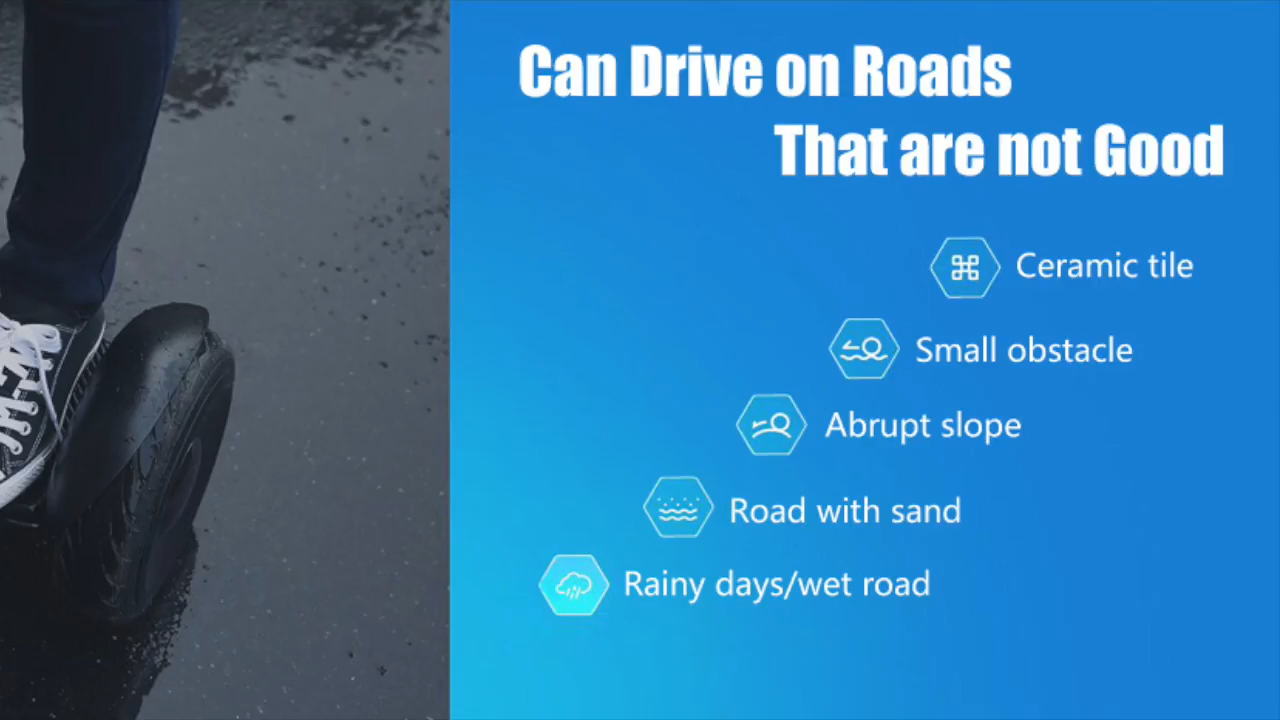 Can Drive on Roads
That are not Good
Ceramic tile
Small obstacle
Abrupt slope
Road with sand
Rainy days/wet road